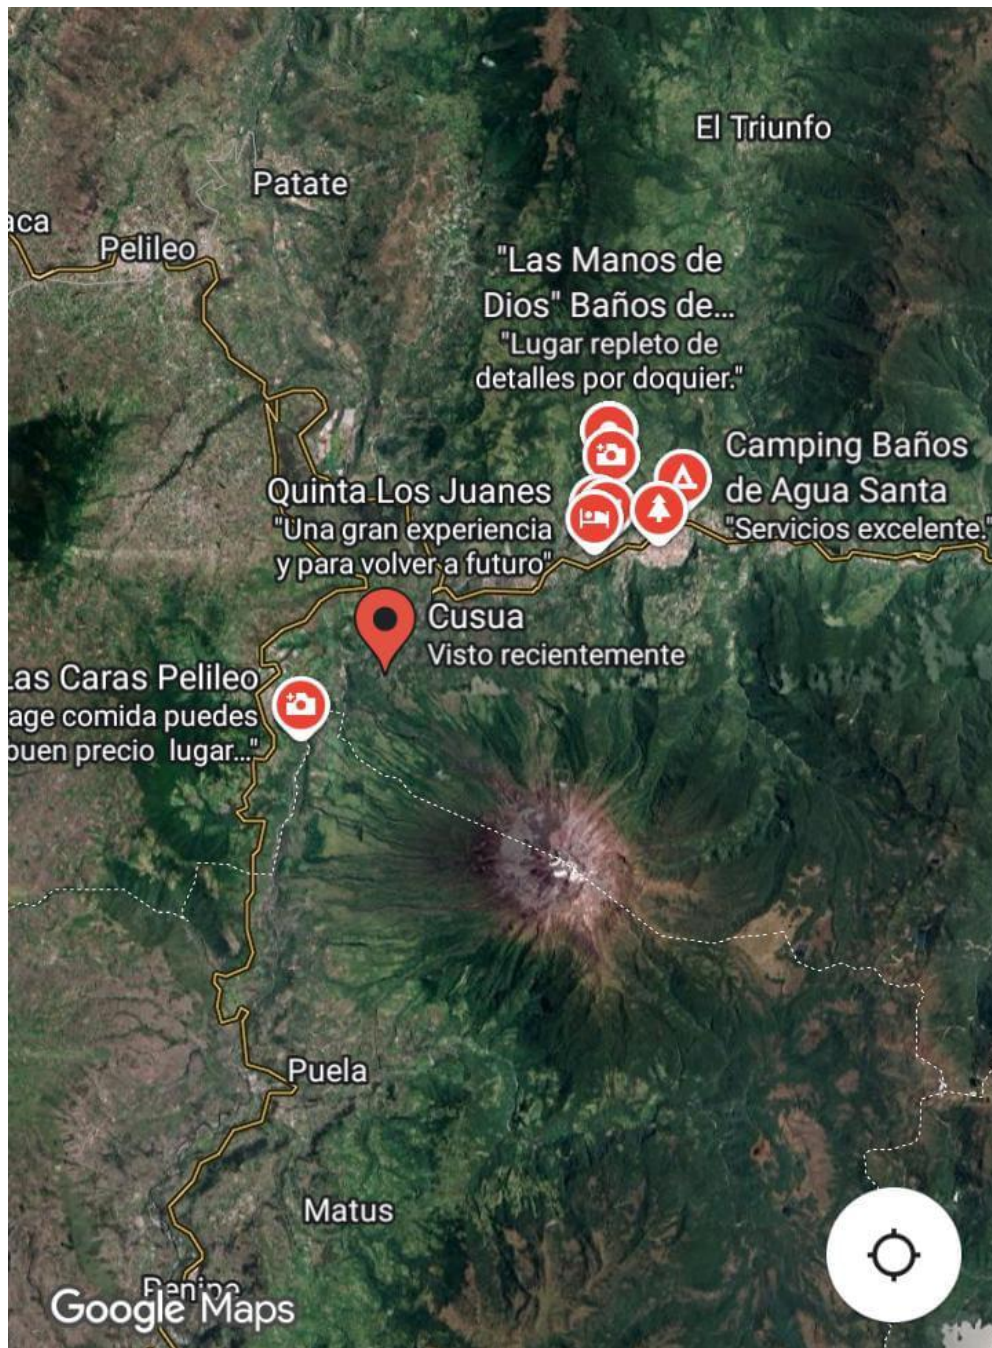 El Triunfo
Patate
aca
Pelileo
"Las Manos de
Dios" Baños de...
"Lugar repleto de
detalles por doquier."
Camping Baños
de Agua Santa
"Servicios excelente."
Quinta Los Juanes
"Una gran experiencia
y para volver a futuro"
Cusua
Visto recientemente
Las Caras Pelileo
age comida puedes
buen precio lugar..."
Puela
Matus
Penipe
Google Maps